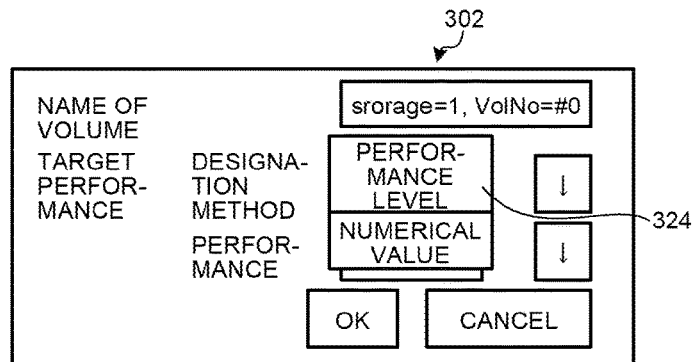 302
NAME OF
VOLUME
srorage=1, VolNo=#0
TARGET
PERFOR-
MANCE
DESIGNA-
TION
METHOD
PERFOR-
MANCE
LEVEL
↓
324
PERFOR-
MANCE
NUMERICAL
VALUE
↓
OK
CANCEL